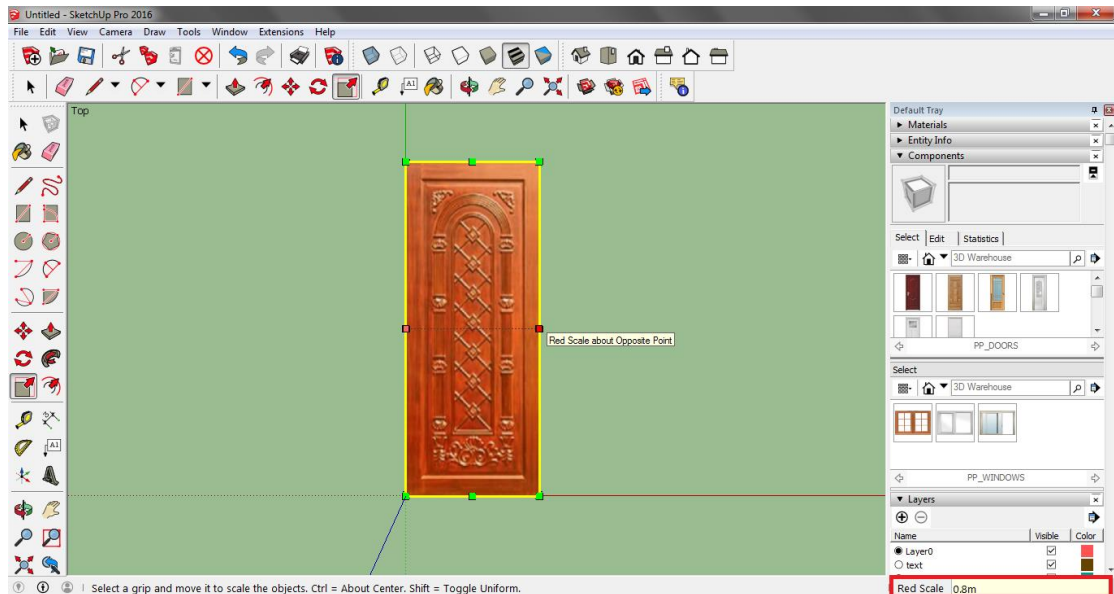 Untitled - SketchUp Pro 2016
File Edit View Camera Draw Tools Window Extensions Help
A1
Top
Default Tray
Materials
Entity Info
Components
Select Edit Statistics
3D Warehouse
PP_DOORS
Red Scale about Opposite Point
Select
3D Warehouse
A1
PP_WINDOWS
Layers
Name Visible Color
Layer0
text
Select a grip and move it to scale the objects. Ctrl = About Center. Shift = Toggle Uniform.
Red Scale 0.8m